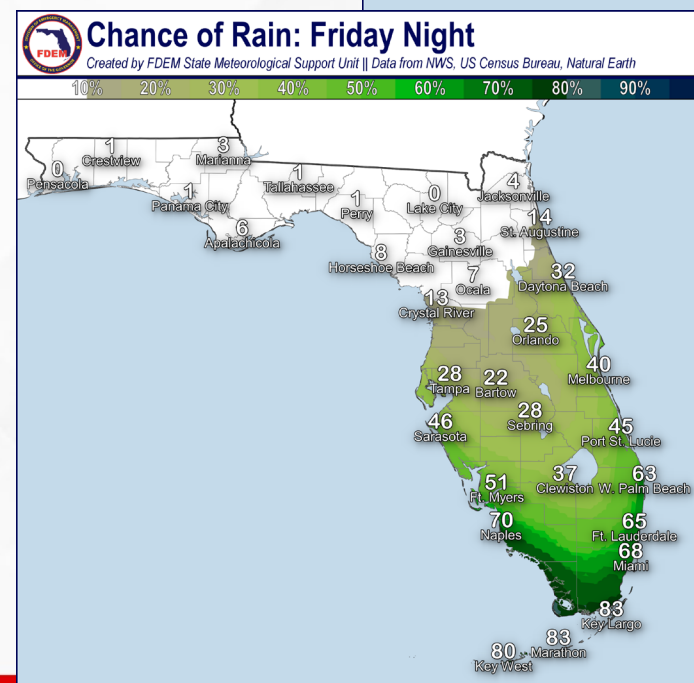 FDEM
Chance of Rain: Friday Night
Created by FDEM State Meteorological Support Unit || Data from NWS, US Census Bureau, Natural Earth
10% 20% 30% 40% 50% 60% 70% 80% 90%
0
Pensacola
1
Crestview
3
Marianna
1
Panama City
6
Apalachicola
1
Tallahassee
1
Perry
0
Lake City
4
Jacksonville
14
St. Augustine
3
Gainesville
8
Horseshoe Beach
7
Ocala
32
Daytona Beach
13
Crystal River
25
Orlando
40
Melbourne
28
Tampa
22
Bartow
28
Sebring
46
Sarasota
45
Port St. Lucie
51
Ft. Myers
37
Clewiston
63
W. Palm Beach
70
Naples
65
Ft. Lauderdale
68
Miami
83
Key Largo
83
Marathon
80
Key West